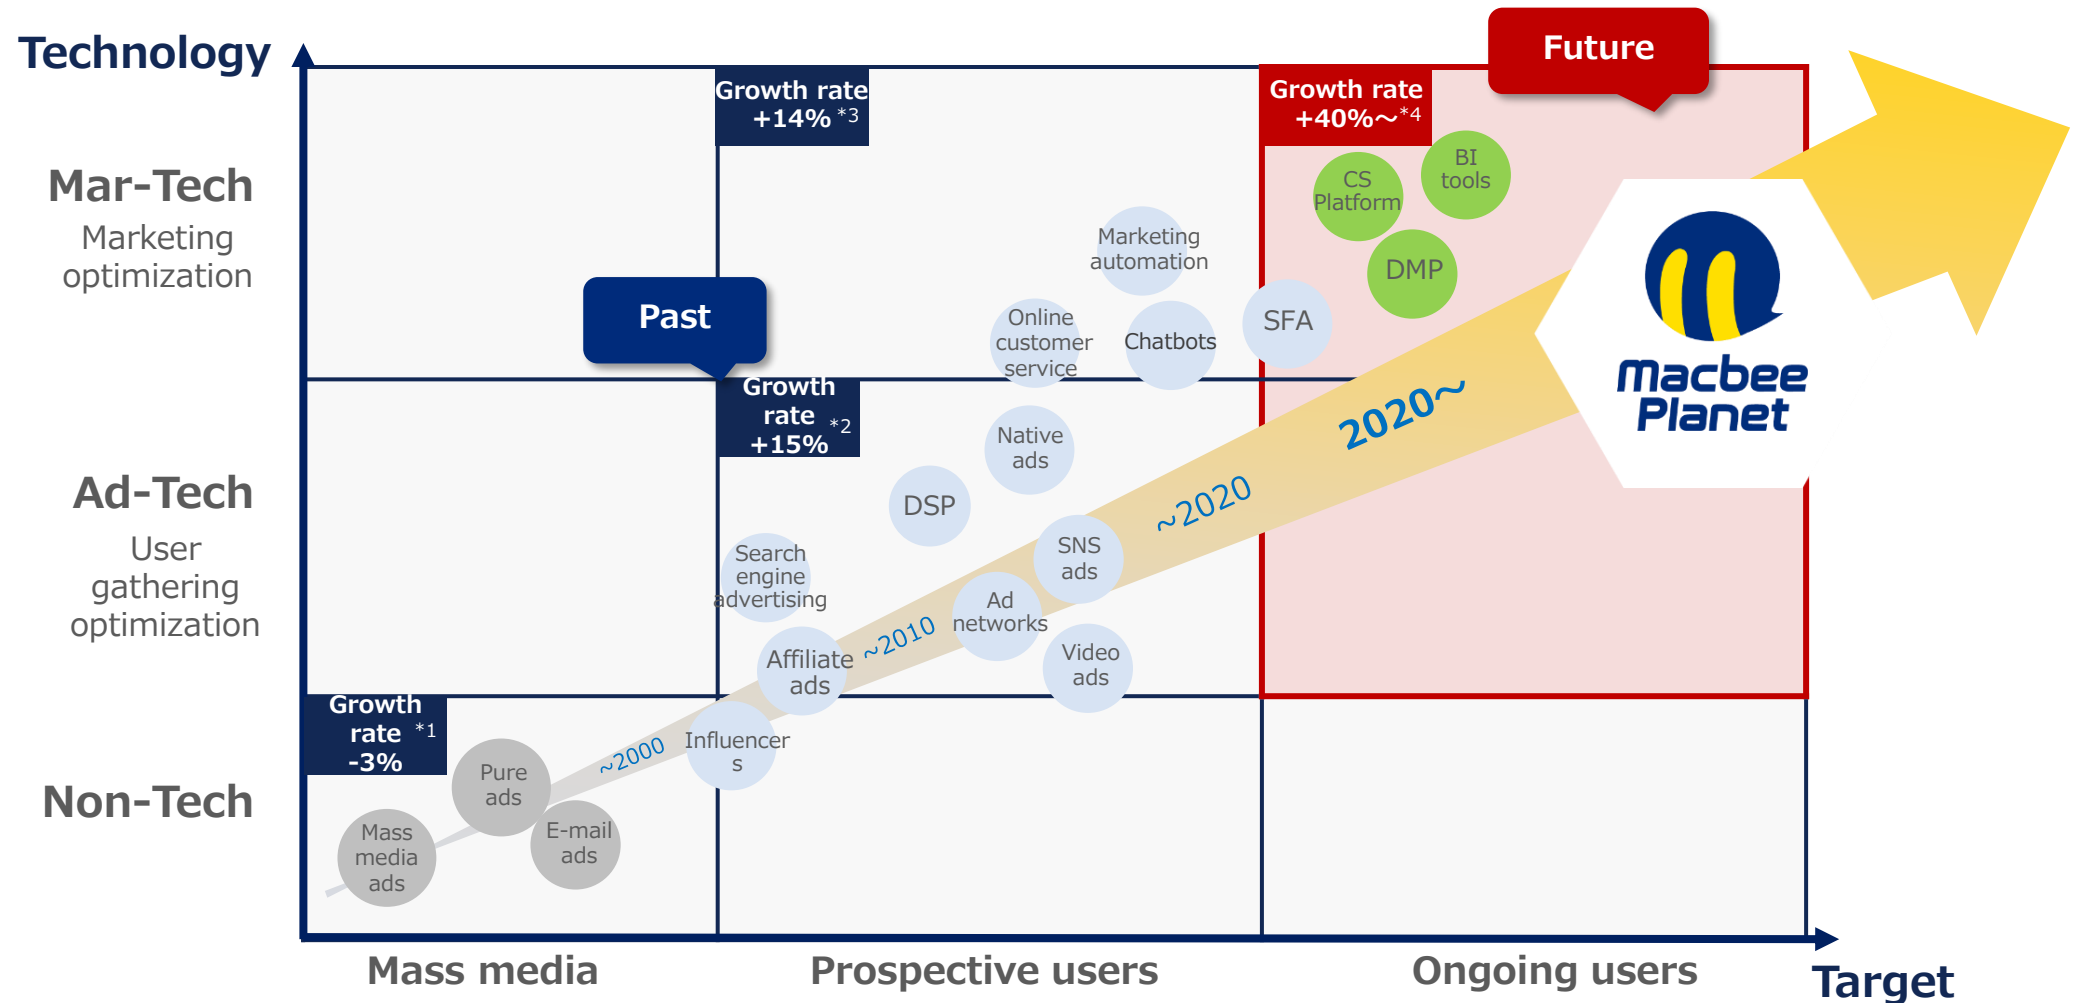 Technology
Future
Growth rate
+14% *3
Growth rate
+40%～*4
Mar-Tech
Marketing
optimization
BI
tools
CS
Platform
DMP
Marketing
automation
Past
Online
customer
service
Chatbots
SFA
macbee
Planet
Growth
rate *2
+15%
2020～
Native
ads
Ad-Tech
User
gathering
optimization
DSP
~2020
Search
engine
advertising
SNS
ads
Ad
networks
~2010
Affiliate
ads
Video
ads
Growth
rate *1
-3%
~2000
Influencer
s
Non-Tech
Pure
ads
E-mail
ads
Mass
media
ads
Mass media
Prospective users
Ongoing users
Target